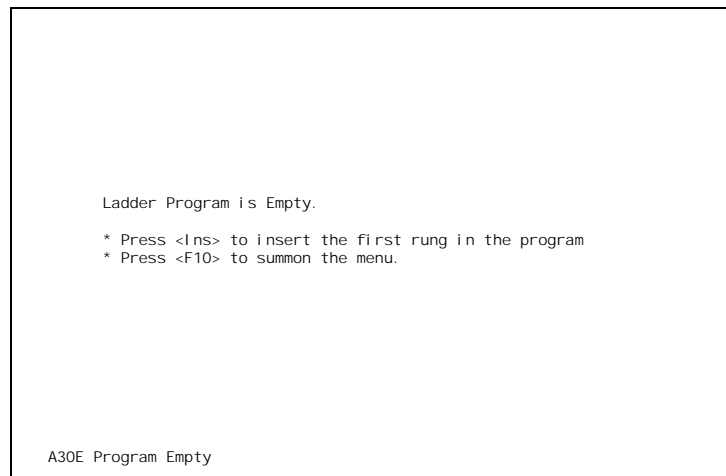 Ladder Program is Empty.
* Press <Ins> to insert the first rung in the program
* Press <F10> to summon the menu.
A30E Program Empty